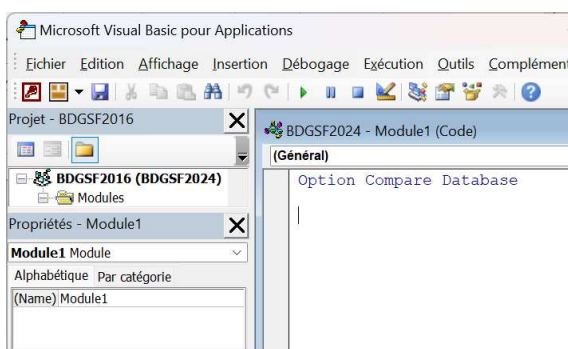 Microsoft Visual Basic pour Applications
Fichier Edition Affichage Insertion Débogage Exécution Outils Complément
Projet - BDGSF2016
BDGSF2016 (BDGSF2024)
Modules
Propriétés - Module1
Module1 Module
Alphabétique Par catégorie
(Name) Module1
BDGSF2024 - Module1 (Code)
(Général)
Option Compare Database